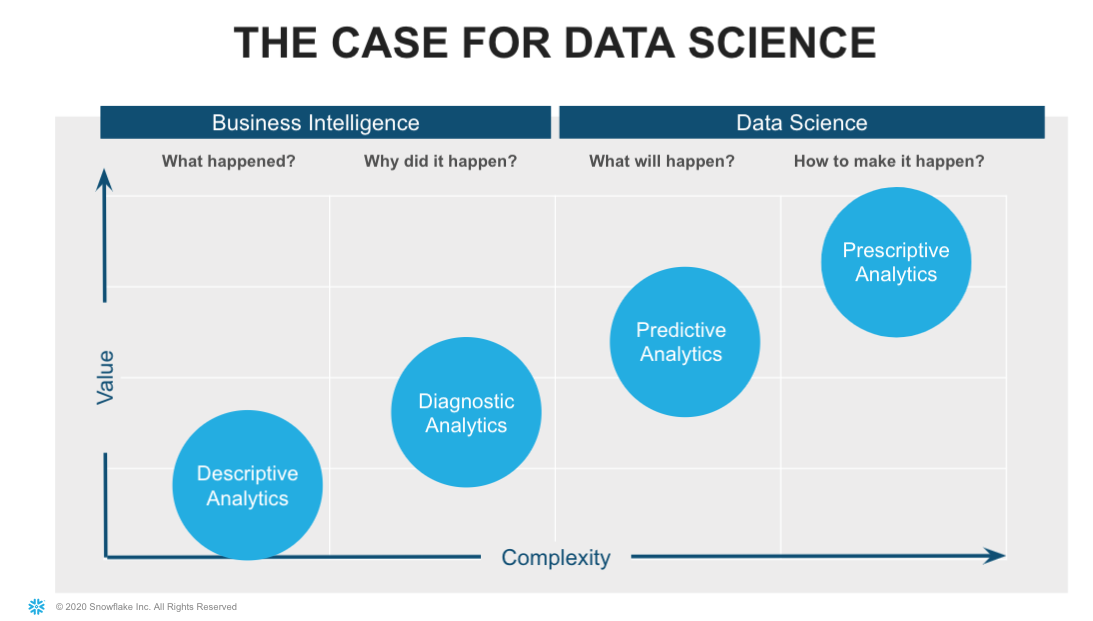 THE CASE FOR DATA SCIENCE
Business Intelligence
Data Science
What happened?
Why did it happen?
What will happen?
How to make it happen?
Prescriptive
Analytics
Predictive
Analytics
Value
Diagnostic
Analytics
Descriptive
Analytics
Complexity
© 2020 Snowflake Inc. All Rights Reserved